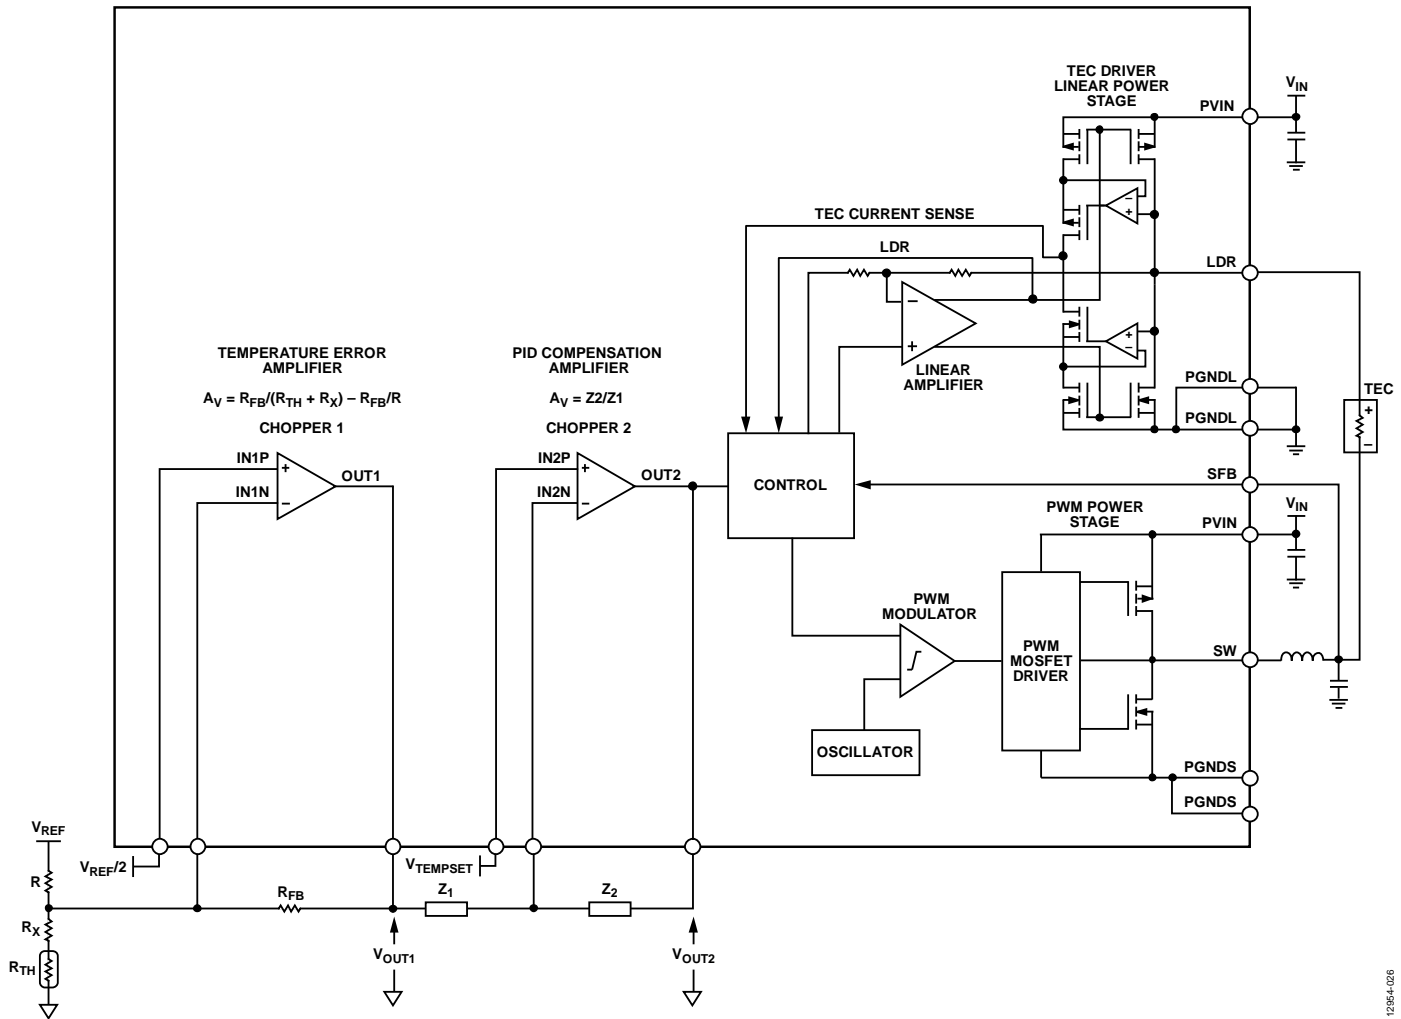 TEC DRIVER
LINEAR POWER
STAGE
VIN
PVIN
TEC CURRENT SENSE
LDR
LDR
−
+
−
+
LINEAR
AMPLIFIER
+
−
PGNDL
PGNDL
TEC
+
−
TEMPERATURE ERROR
AMPLIFIER
AV = RFB/(RTH + RX) – RFB/R
CHOPPER 1
IN1P
IN1N
+
−
OUT1
PID COMPENSATION
AMPLIFIER
AV = Z2/Z1
CHOPPER 2
IN2P
IN2N
+
−
OUT2
CONTROL
SFB
PWM POWER
STAGE
VIN
PVIN
PWM
MODULATOR
PWM
MOSFET
DRIVER
SW
OSCILLATOR
PGNDS
PGNDS
VREF
VREF/2
VTEMPSET
R
RFB
Z1
Z2
RX
RTH
VOUT1
VOUT2
12954-026